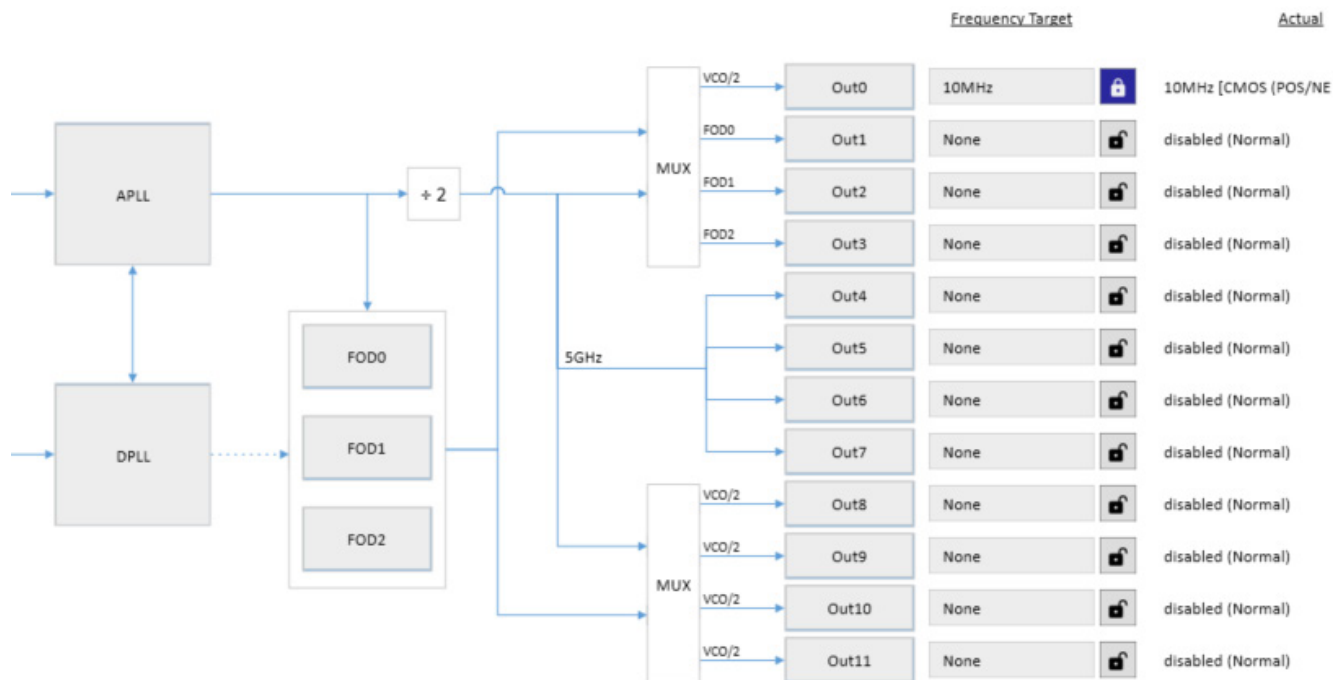 Frequency Target Actual
VCO/2 Out0 10MHz 10MHz [CMOS (POS/NE
FOD0 Out1 None disabled (Normal)
MUX
APLL ÷ 2 FOD1 Out2 None disabled (Normal)
FOD2 Out3 None disabled (Normal)
Out4 None disabled (Normal)
FOD0 5GHz Out5 None disabled (Normal)
Out6 None disabled (Normal)
DPLL FOD1 Out7 None disabled (Normal)
VCO/2 Out8 None disabled (Normal)
FOD2 VCO/2 Out9 None disabled (Normal)
MUX
VCO/2 Out10 None disabled (Normal)
VCO/2 Out11 None disabled (Normal)